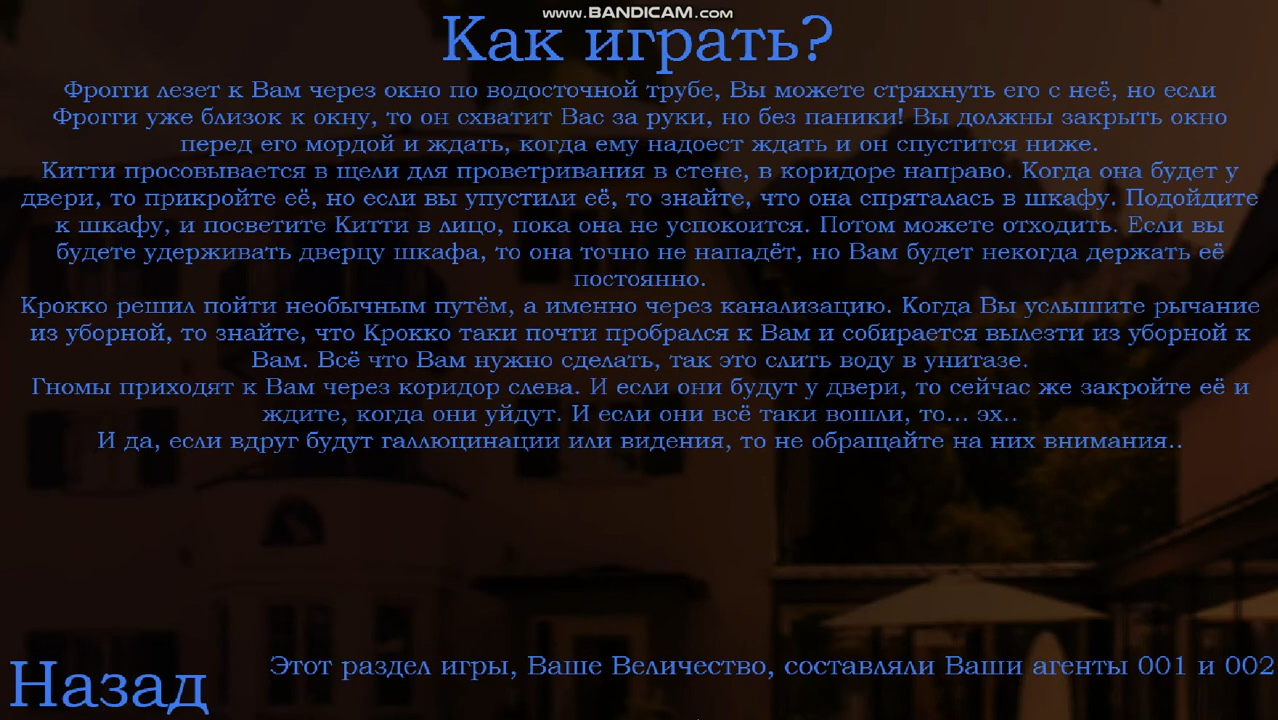 www.BANDICAM.com
Как играть?
Фрогги лезет к Вам через окно по водосточной трубе, Вы можете стряхнуть его с неё, но если
Фрогги уже близок к окну, то он схватит Вас за руки, но без паники! Вы должны закрыть окно
перед его мордой и ждать, когда ему надоест ждать и он спустится ниже.
Китти просовывается в щели для проветривания в стене, в коридоре направо. Когда она будет у
двери, то прикройте её, но если вы упустили её, то знайте, что она спряталась в шкафу. Подойдите
к шкафу, и посветите Китти в лицо, пока она не успокоится. Потом можете отходить. Если вы
будете удерживать дверцу шкафа, то она точно не нападёт, но Вам будет некогда держать её
постоянно.
Крокко решил пойти необычным путём, а именно через канализацию. Когда Вы услышите рычание
из уборной, то знайте, что Крокко таки почти пробрался к Вам и собирается вылезти из уборной к
Вам. Всё что Вам нужно сделать, так это слить воду в унитазе.
Гномы приходят к Вам через коридор слева. И если они будут у двери, то сейчас же закройте её и
ждите, когда они уйдут. И если они всё таки вошли, то... эх..
И да, если вдруг будут галлюцинации или видения, то не обращайте на них внимания..
Этот раздел игры, Ваше Величество, составляли Ваши агенты 001 и 002
Назад